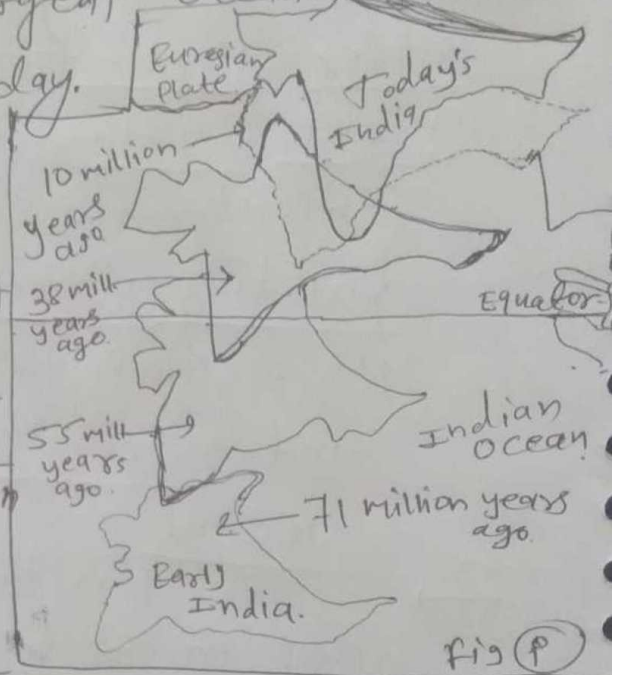 day.
Euresian
Plate
Today's
India
10 million
years
ago
38 mill
years
ago.
Equator
55 mill
years
ago.
Indian
Ocean
71 million years
ago.
Early
India.
Fig P